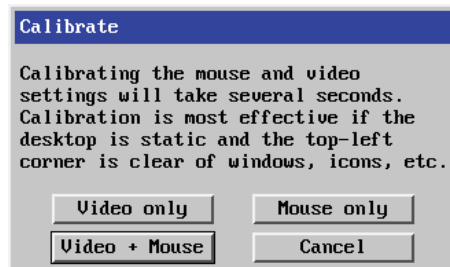 Calibrate
Calibrating the mouse and video
settings will take several seconds.
Calibration is most effective if the
desktop is static and the top-left
corner is clear of windows, icons, etc.
Video only Mouse only
Video + Mouse Cancel